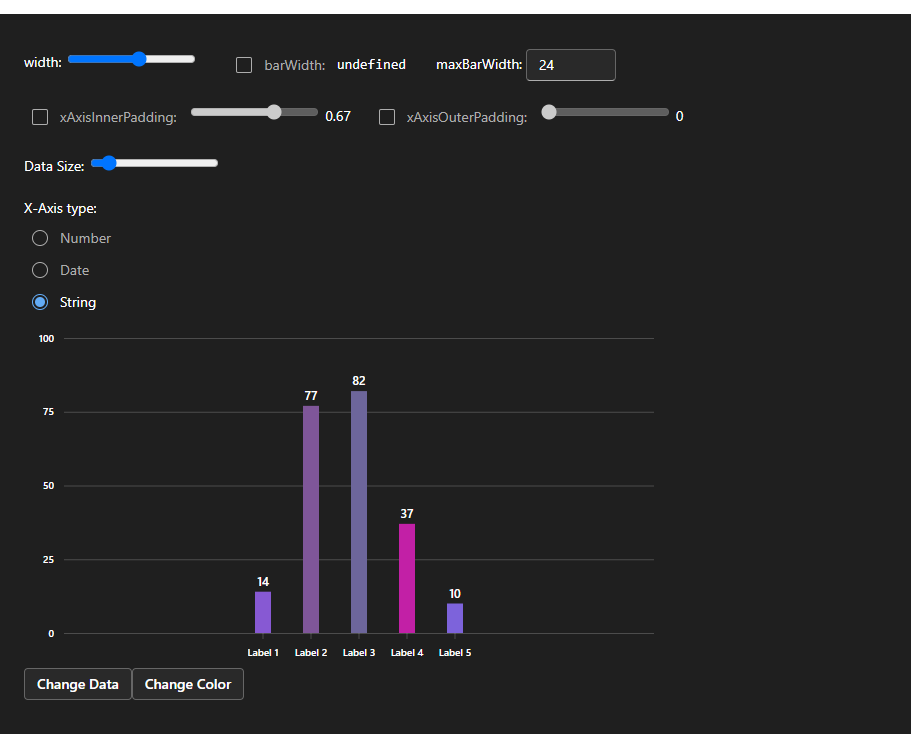 width: barWidth: undefined maxBarWidth: 24
xAxisInnerPadding: 0.67 xAxisOuterPadding: 0
Data Size:
X-Axis type:
Number
Date
String
100
82
77
75
50
37
25
14
10
0
Label 1 Label 2 Label 3 Label 4 Label 5
Change Data Change Color